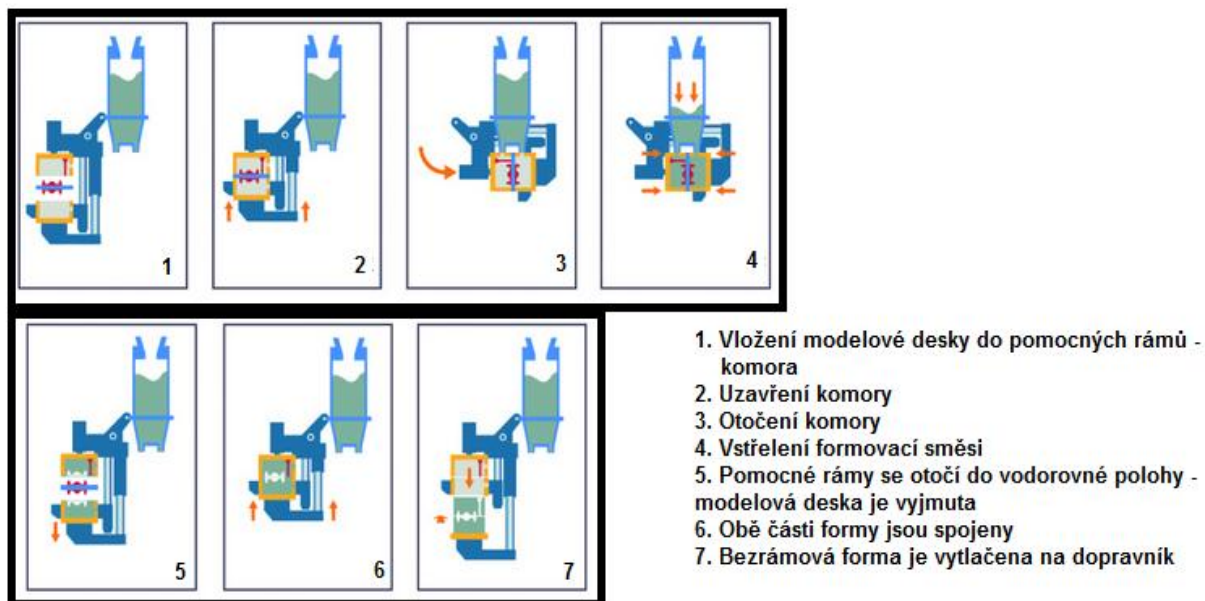 1
2
3
4
5
6
7
1. Vložení modelové desky do pomocných rámů -
komora
2. Uzavření komory
3. Otočení komory
4. Vstřelení formovací směsi
5. Pomocné rámy se otočí do vodorovné polohy -
modelová deska je vyjmuta
6. Obě části formy jsou spojeny
7. Bezrámová forma je vytlačena na dopravník